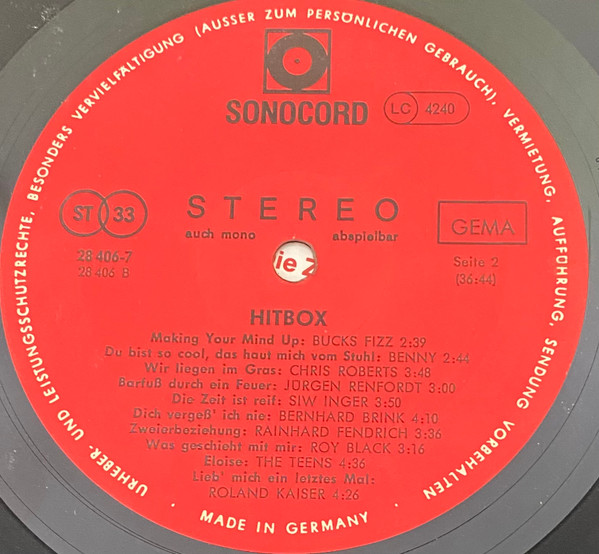 URHEBER- UND LEISTUNGSSCHUTZRECHTE, BESONDERS VERVIELFÄLTIGUNG (AUSSER ZUM PERSÖNLICHEN GEBRAUCH), VERMIETUNG, AUFFÜHRUNG, SENDUNG VORBEHALTEN
SONOCORD
LC 4240
STEREO
auch mono abspielbar
ST 33
GEMA
28 406-7
28 406 B
Seite 2
(36:44)
ie Z
HITBOX
Making Your Mind Up: BUCKS FIZZ 2:39
Du bist so cool, das haut mich vom Stuhl: BENNY 2:44
Wir liegen im Gras: CHRIS ROBERTS 3:48
Barfuß durch ein Feuer: JÜRGEN RENFORDT 3:00
Die Zeit ist reif: SIW INGER 3:50
Dich vergeß' ich nie: BERNHARD BRINK 4:10
Zweierbeziehung: RAINHARD FENDRICH 3:36
Was geschieht mit mir: ROY BLACK 3:16
Eloise: THE TEENS 4:36
Lieb' mich ein letztes Mal:
ROLAND KAISER 4:26
· MADE IN GERMANY ·